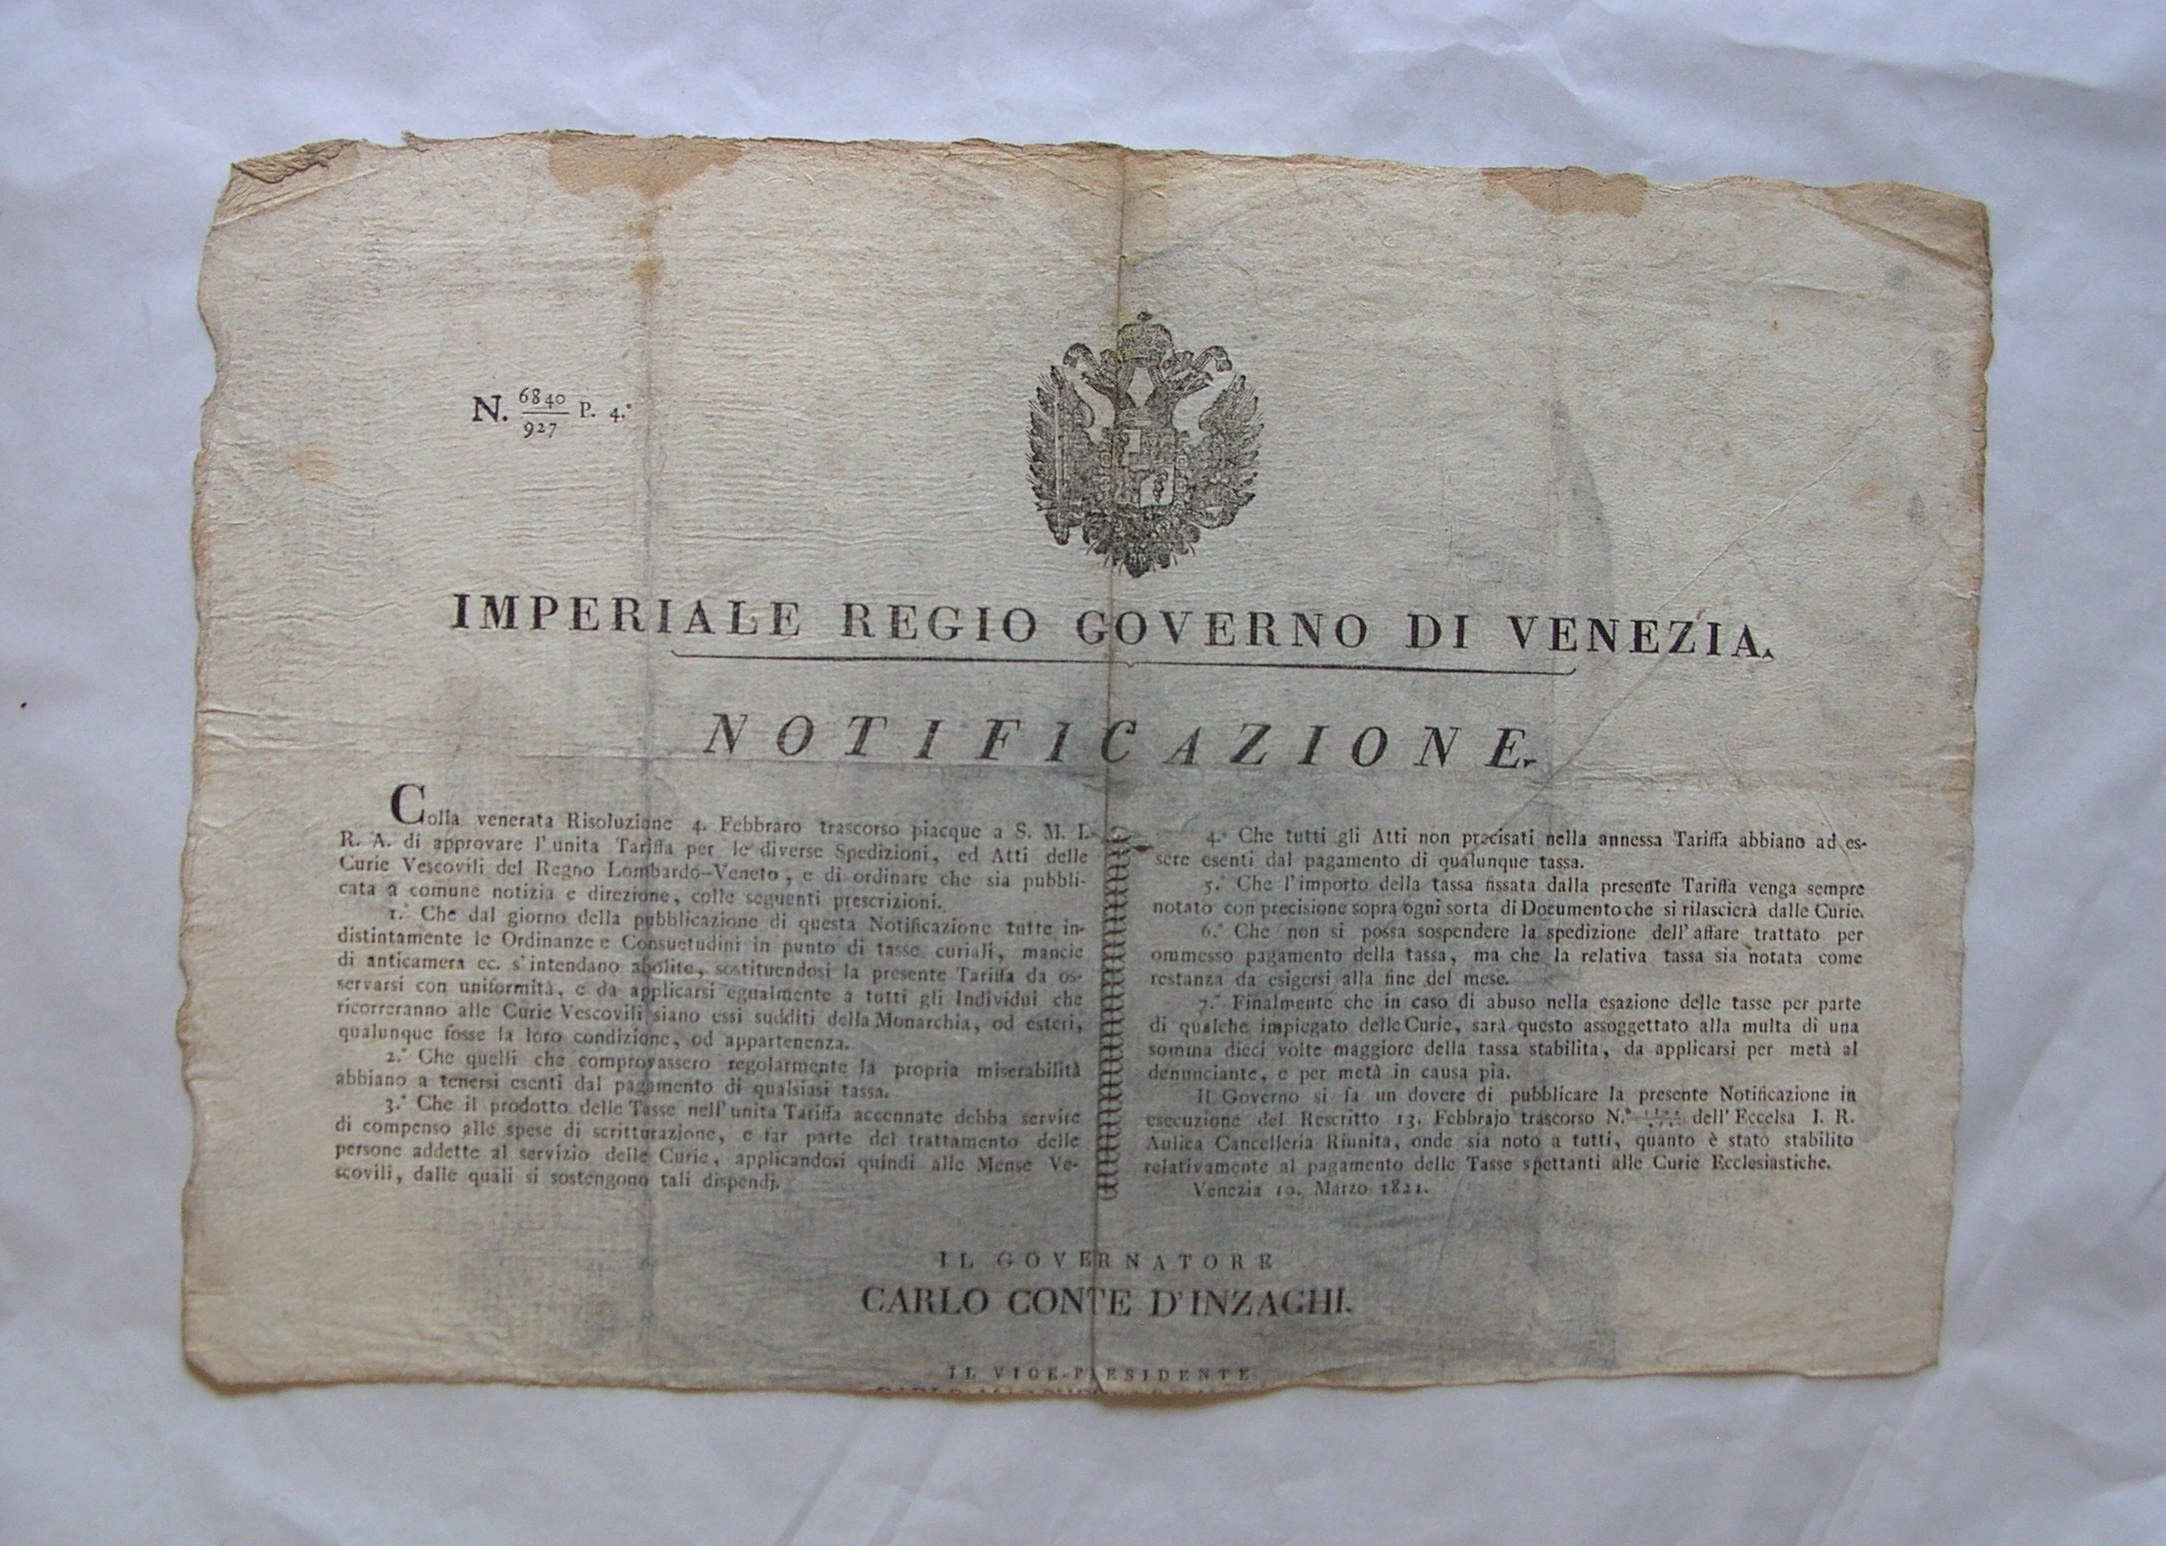 N. 6840/927 P. 4.°
IMPERIALE REGIO GOVERNO DI VENEZIA.
NOTIFICAZIONE.
Colla venerata Risoluzione 4. Febbraro trascorso piacque a S. M. I.
R. A. di approvare l'unita Tariffa per le diverse Spedizioni, ed Atti delle
Curie Vescovili del Regno Lombardo-Veneto, e di ordinare che sia pubbli-
cata a comune notizia e direzione, colle seguenti prescrizioni.
1.° Che dal giorno della pubblicazione di questa Notificazione tutte in-
distintamente le Ordinanze e Consuetudini in punto di tasse curiali, mancie
di anticamera ec. s'intendano abolite, sostituendosi la presente Tariffa da os-
servarsi con uniformità, e da applicarsi egualmente a tutti gli Individui che
ricorreranno alle Curie Vescovili siano essi sudditi della Monarchia, od esteri,
qualunque fosse la loro condizione, od appartenenza.
2.° Che quelli che comprovassero regolarmente la propria miserabilità
abbiano a tenersi esenti dal pagamento di qualsiasi tassa.
3.° Che il prodotto delle Tasse nell'unita Tariffa accennate debba servire
di compenso alle spese di scritturazione, e far parte del trattamento delle
persone addette al servizio delle Curie, applicandosi quindi alle Mense Ve-
scovili, dalle quali si sostengono tali dispendj.
4.° Che tutti gli Atti non precisati nella annessa Tariffa abbiano ad es-
sere esenti dal pagamento di qualunque tassa.
5.° Che l'importo della tassa fissata dalla presente Tariffa venga sempre
notato con precisione sopra ogni sorta di Documento che si rilascierà dalle Curie.
6.° Che non si possa sospendere la spedizione dell'affare trattato per
ommesso pagamento della tassa, ma che la relativa tassa sia notata come
restanza da esigersi alla fine del mese.
7.° Finalmente che in caso di abuso nella esazione delle tasse per parte
di qualche impiegato delle Curie, sarà questo assoggettato alla multa di una
somma dieci volte maggiore della tassa stabilita, da applicarsi per metà al
denunciante, e per metà in causa pia.
Il Governo si fa un dovere di pubblicare la presente Notificazione in
esecuzione del Rescritto 13. Febbrajo trascorso N.° dell'Eccelsa I. R.
Aulica Cancelleria Riunita, onde sia noto a tutti, quanto è stato stabilito
relativamente al pagamento delle Tasse spettanti alle Curie Ecclesiastiche.
Venezia 10. Marzo 1821.
IL GOVERNATORE
CARLO CONTE D'INZAGHI.
IL VICE-PRESIDENTE